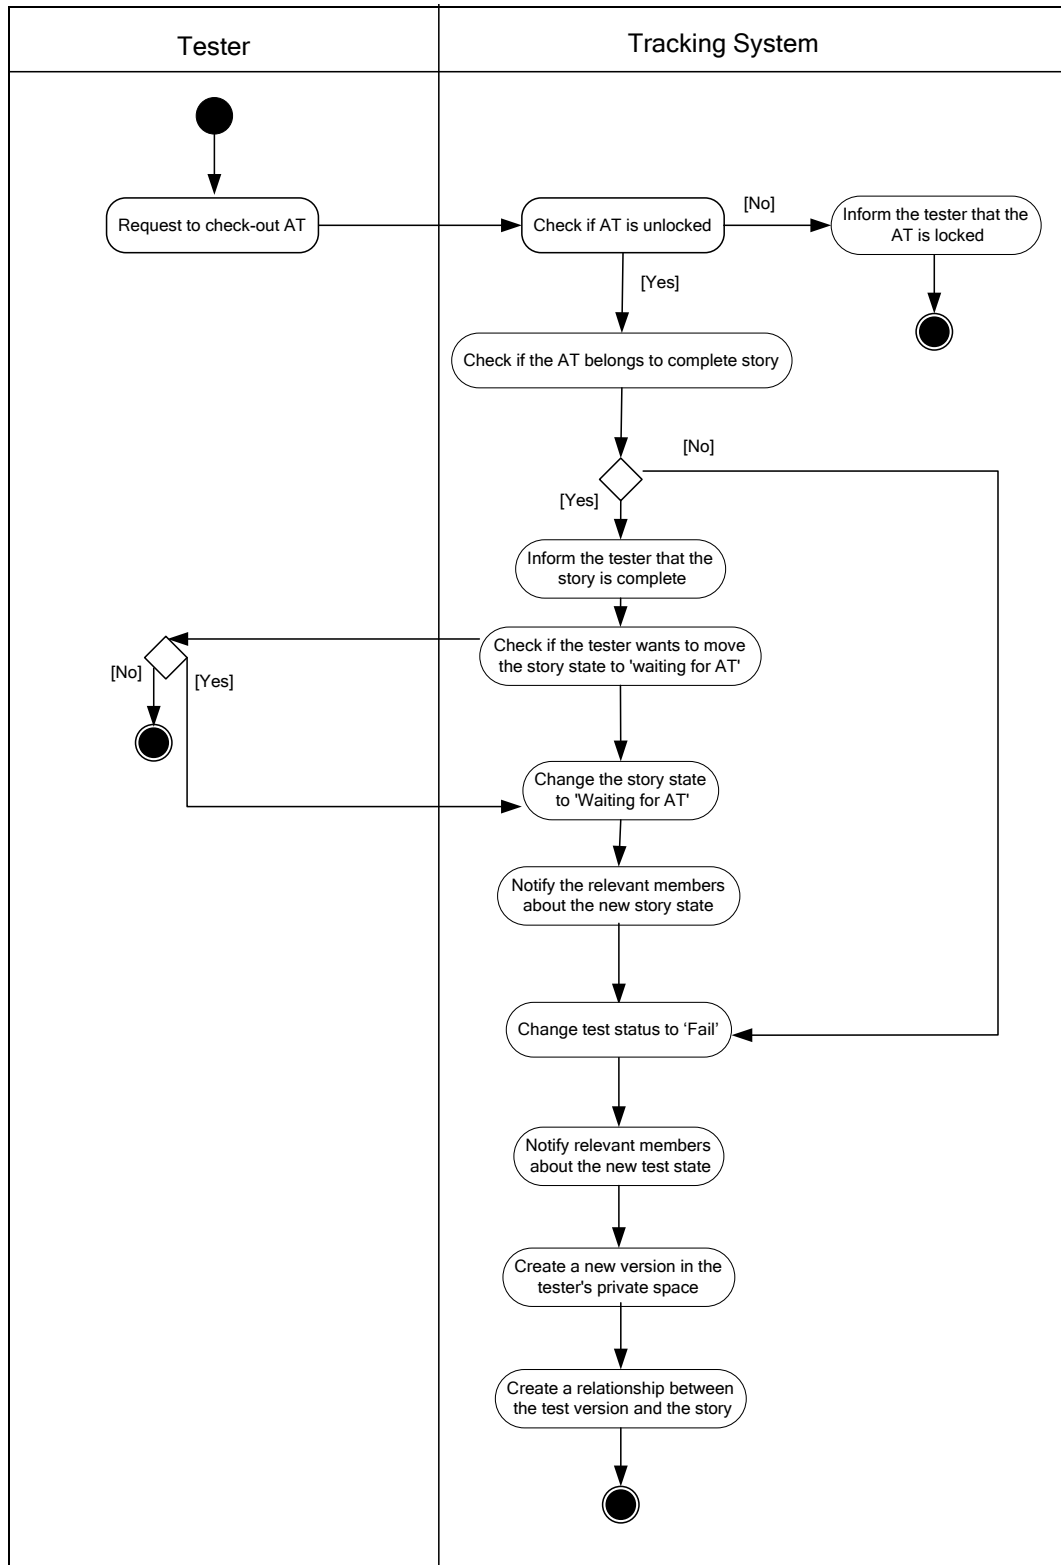 Tester
Tracking System
Request to check-out AT
Check if AT is unlocked
[No]
Inform the tester that the
AT is locked
[Yes]
Check if the AT belongs to complete story
[No]
[Yes]
Inform the tester that the
story is complete
Check if the tester wants to move
the story state to 'waiting for AT'
[No]
[Yes]
Change the story state
to 'Waiting for AT'
Notify the relevant members
about the new story state
Change test status to ‘Fail’
Notify relevant members
about the new test state
Create a new version in the
tester's private space
Create a relationship between
the test version and the story